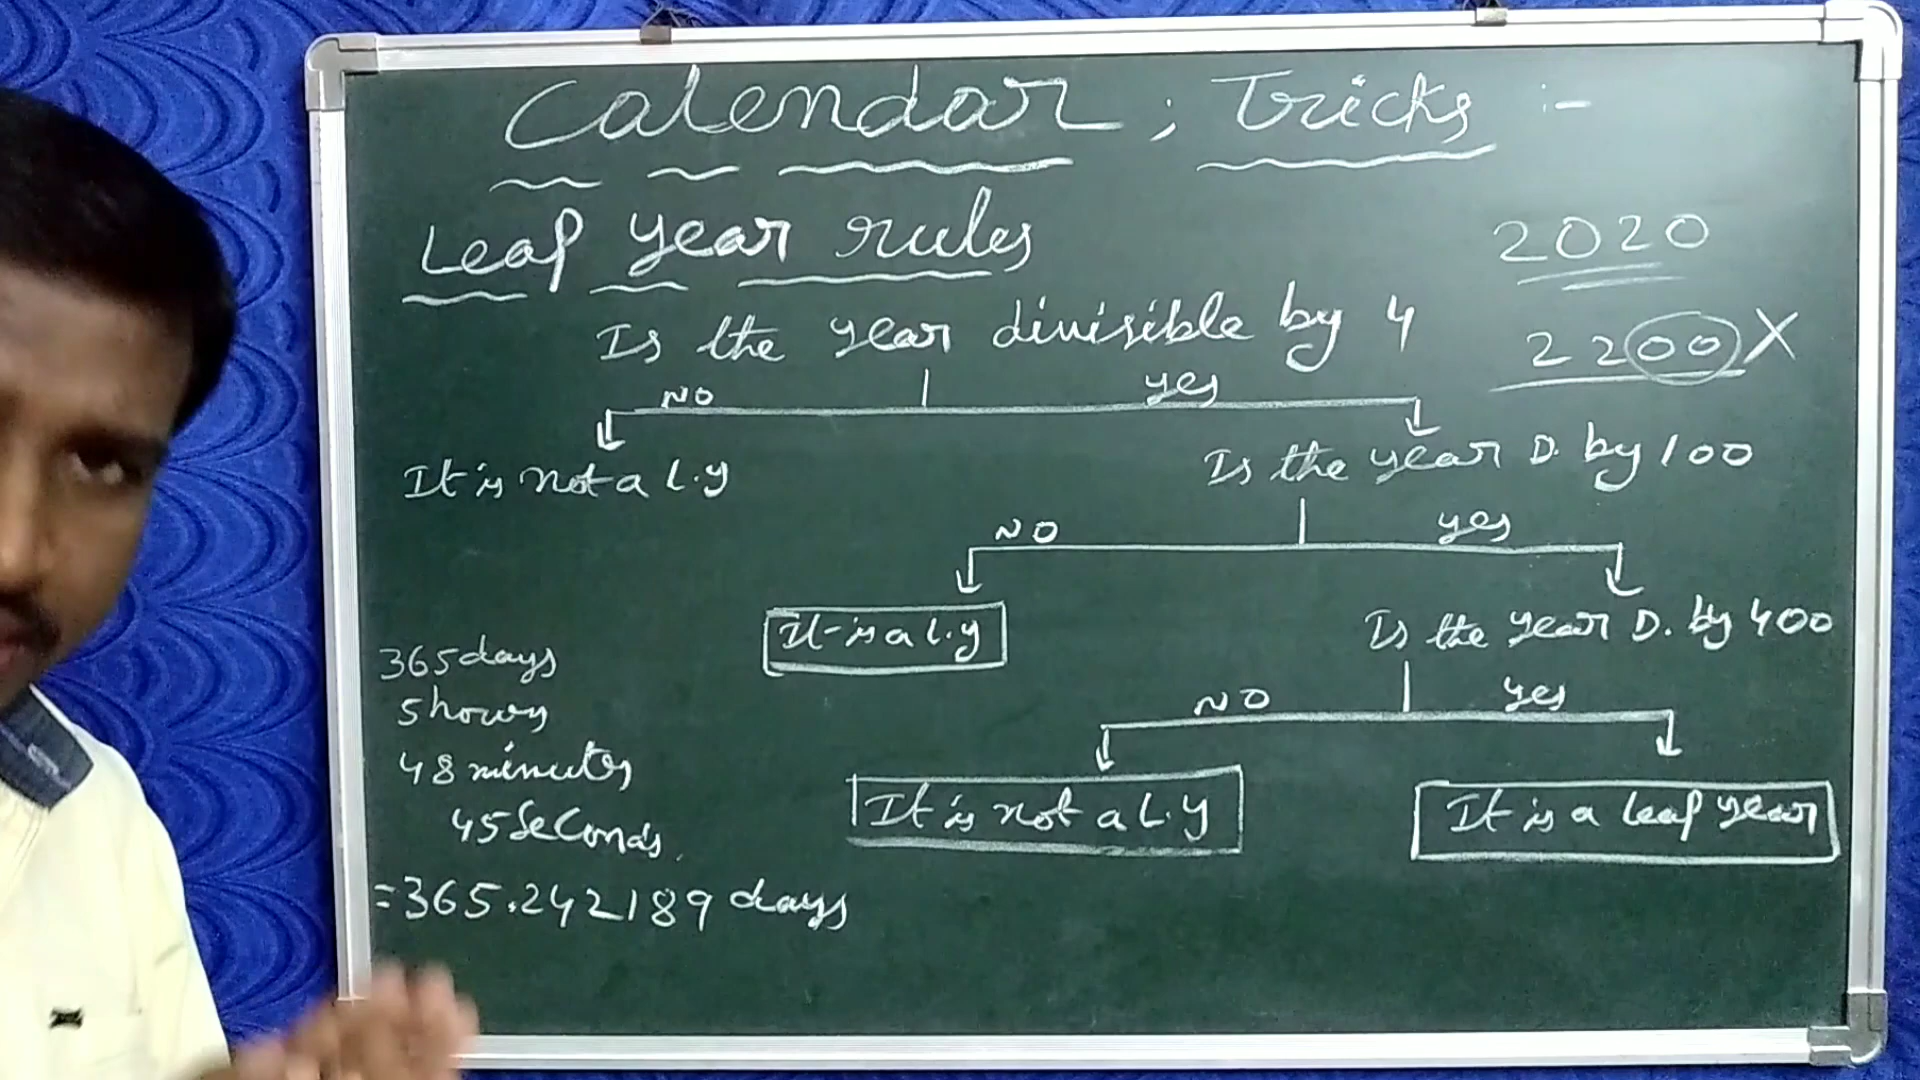 Calendar ; Tricks :-
Leap year rules
2020
Is the year divisible by 4
2200 X
NO
yes
It is not a L.y
Is the year D. by 100
NO
yes
It is a L.y
Is the year D. by 400
NO
yes
It is not a L.y
It is a leap year
365 days
5 hours
48 minutes
45 Seconds.
= 365.242189 days